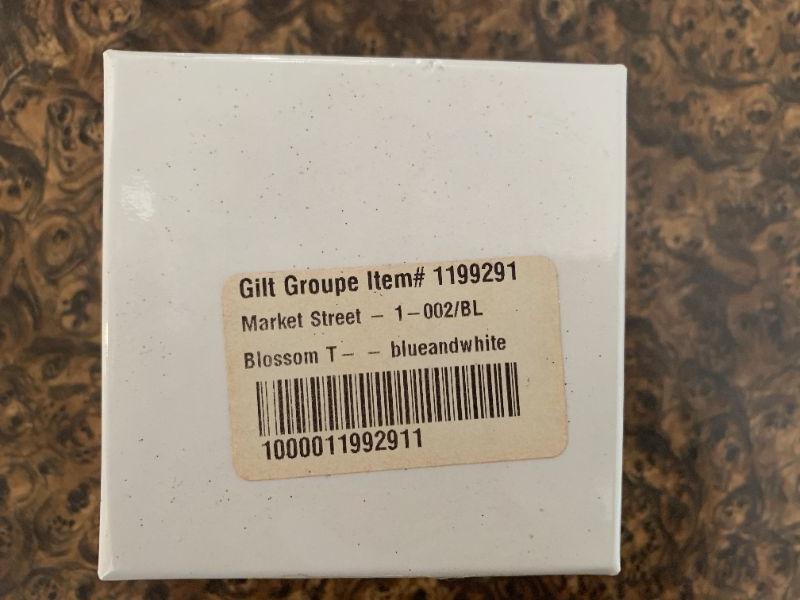 Gilt Groupe Item# 1199291
Market Street - 1-002/BL
Blossom T- - blueandwhite
1000011992911